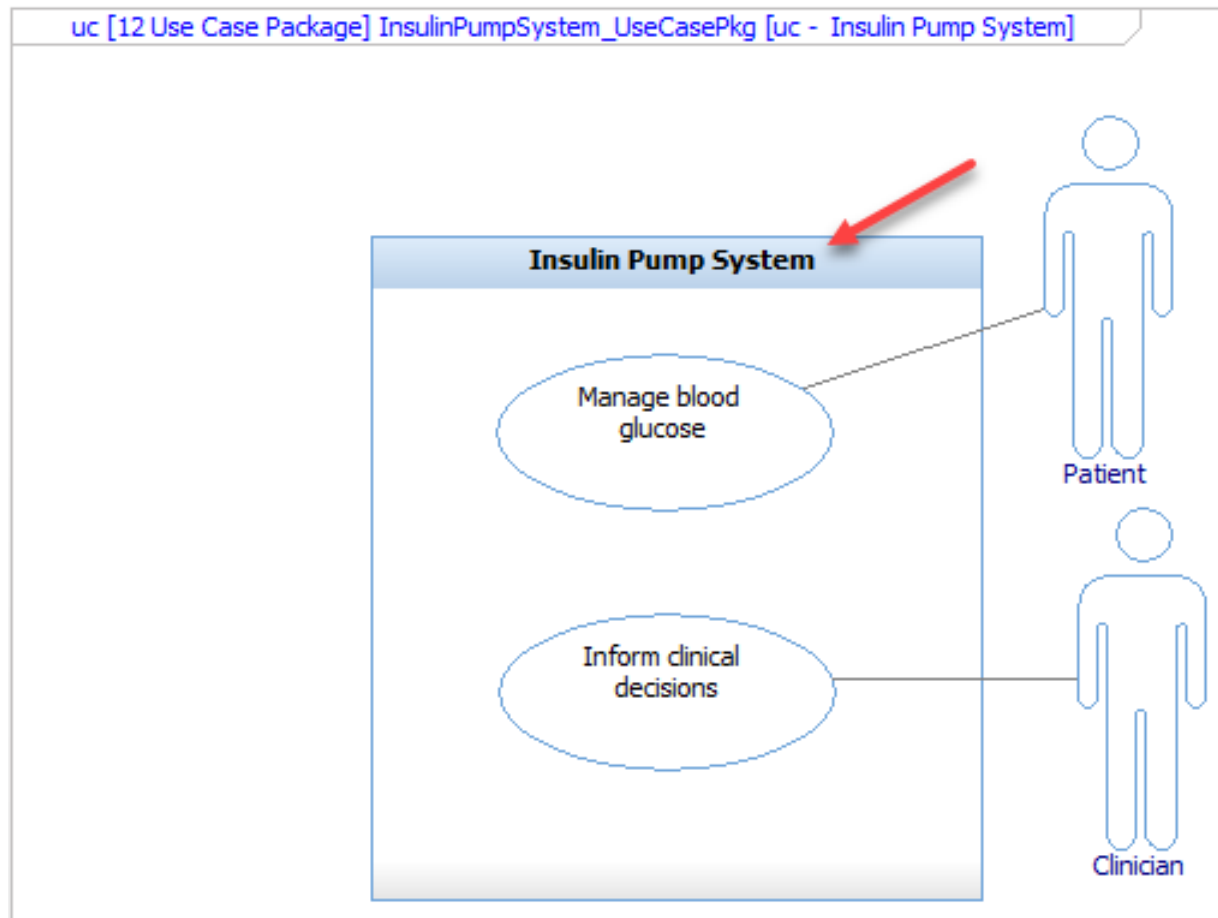 uc [12 Use Case Package] InsulinPumpSystem_UseCasePkg [uc - Insulin Pump System]
Insulin Pump System
Manage blood
glucose
Patient
Inform clinical
decisions
Clinician